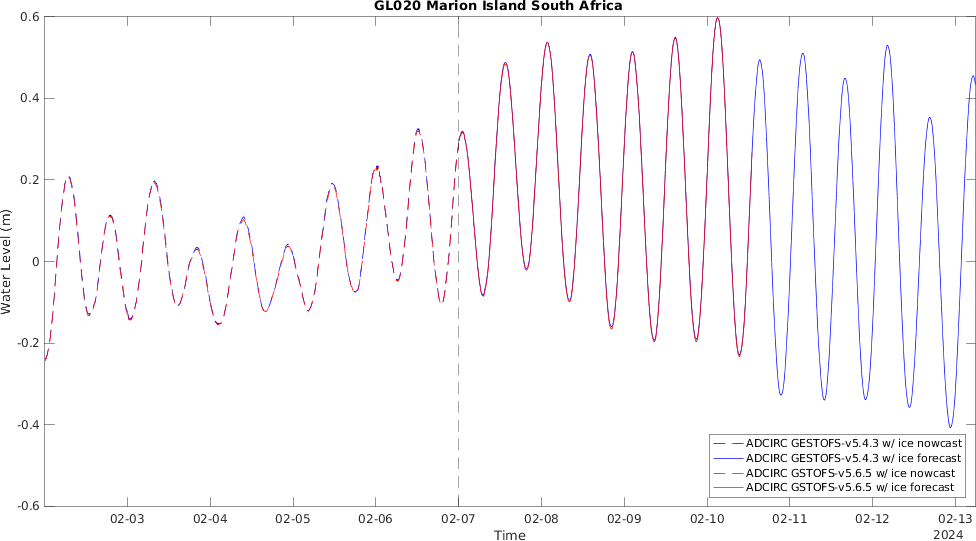 GL020 Marion Island South Africa
0.6
0.4
0.2
0
-0.2
-0.4
-0.6
Water Level (m)
ADCIRC GESTOFS-v5.4.3 w/ ice nowcast
ADCIRC GESTOFS-v5.4.3 w/ ice forecast
ADCIRC GSTOFS-v5.6.5 w/ ice nowcast
ADCIRC GSTOFS-v5.6.5 w/ ice forecast
02-03 02-04 02-05 02-06 02-07 02-08 02-09 02-10 02-11 02-12 02-13
Time
2024